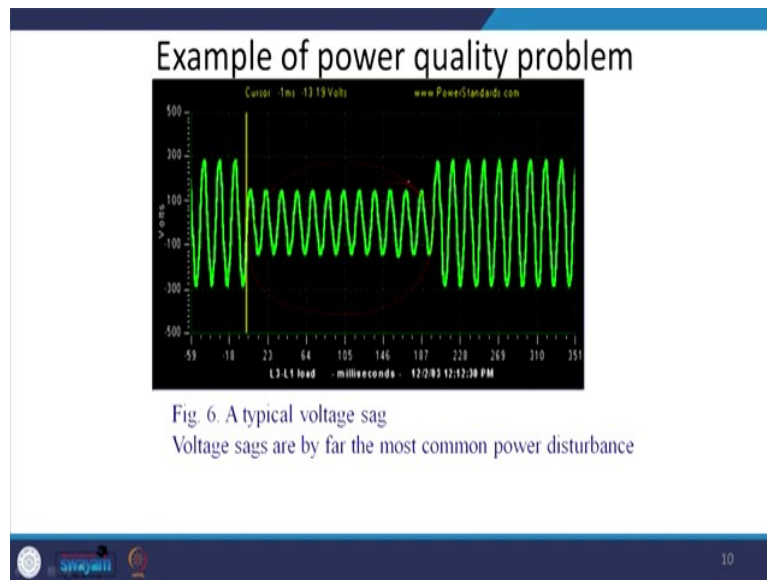 Example of power quality problem
Cursor -1ms -13.19 Volts www.PowerStandards.com
500
300
100
-100
-300
-500
Volts
-59 -18 23 64 105 146 187 228 269 310 351
L3-L1 load - milliseconds - 12/2/03 12:12:30 PM
Fig. 6. A typical voltage sag
Voltage sags are by far the most common power disturbance
swayam
10